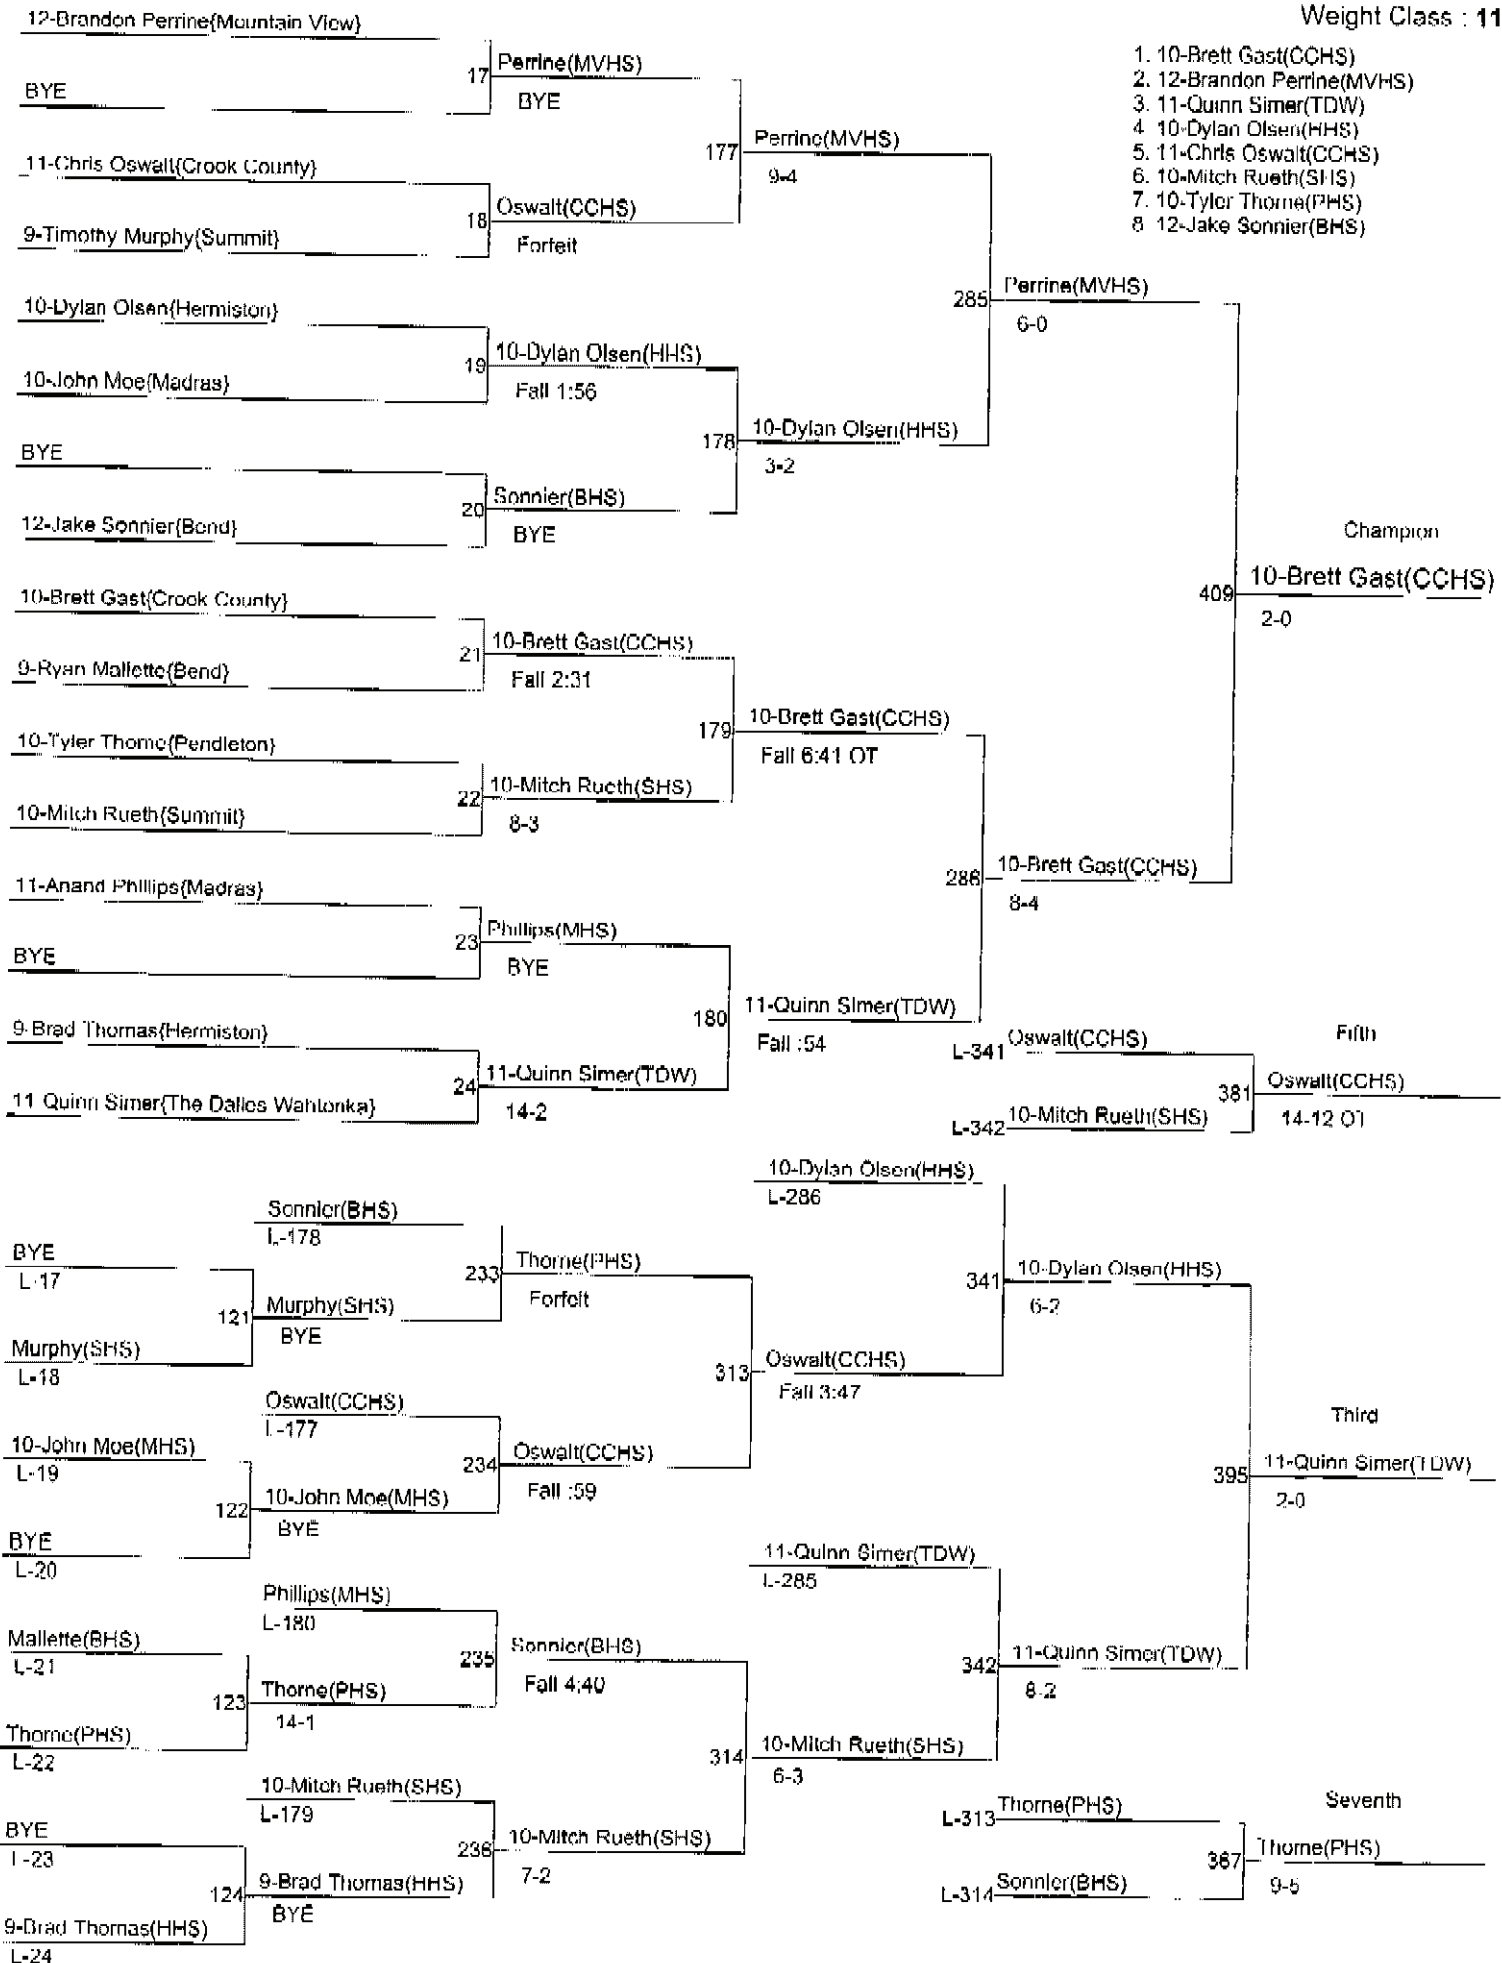 Weight Class : 11
1. 10-Brett Gast(CCHS)
2. 12-Brandon Perrine(MVHS)
3. 11-Quinn Simer(TDW)
4 10-Dylan Olsen(HHS)
5. 11-Chris Oswalt(CCHS)
6. 10-Mitch Rueth(SHS)
7. 10-Tyler Thorne(PHS)
8 12-Jake Sonnier(BHS)
12-Brandon Perrine{Mountain View}
17 Perrine(MVHS)
BYE
BYE
177 Perrine(MVHS)
9-4
11-Chris Oswalt{Crook County}
18 Oswalt(CCHS)
Forfeit
9-Timothy Murphy{Summit}
285 Perrine(MVHS)
6-0
10-Dylan Olsen{Hermiston}
19 10-Dylan Olsen(HHS)
Fall 1:56
10-John Moe{Madras}
178 10-Dylan Olsen(HHS)
3-2
BYE
20 Sonnier(BHS)
BYE
12-Jake Sonnier{Bend}
Champion
409 10-Brett Gast(CCHS)
2-0
10-Brett Gast{Crook County}
21 10-Brett Gast(CCHS)
Fall 2:31
9-Ryan Mallette{Bend}
179 10-Brett Gast(CCHS)
Fall 6:41 OT
10-Tyler Thorne{Pendleton}
22 10-Mitch Rueth(SHS)
8-3
10-Mitch Rueth{Summit}
286 10-Brett Gast(CCHS)
8-4
11-Anand Phillips{Madras}
23 Phillips(MHS)
BYE
BYE
180 11-Quinn Simer(TDW)
Fall :54
9-Brad Thomas{Hermiston}
24 11-Quinn Simer(TDW)
14-2
11 Quinn Simer{The Dalles Wahtonka}
Fifth
L-341 Oswalt(CCHS)
381 Oswalt(CCHS)
14-12 OT
L-342 10-Mitch Rueth(SHS)
10-Dylan Olsen(HHS)
L-286
Sonnier(BHS)
L-178
BYE
L-17
233 Thorne(PHS)
Forfeit
121 Murphy(SHS)
BYE
Murphy(SHS)
L-18
341 10-Dylan Olsen(HHS)
6-2
313 Oswalt(CCHS)
Fall 3:47
Oswalt(CCHS)
L-177
10-John Moe(MHS)
L-19
234 Oswalt(CCHS)
Fall :59
122 10-John Moe(MHS)
BYE
BYE
L-20
Third
395 11-Quinn Simer(TDW)
2-0
11-Quinn Simer(TDW)
L-285
Phillips(MHS)
L-180
Mallette(BHS)
L-21
235 Sonnier(BHS)
Fall 4:40
123 Thorne(PHS)
14-1
Thorne(PHS)
L-22
342 11-Quinn Simer(TDW)
8-2
314 10-Mitch Rueth(SHS)
6-3
10-Mitch Rueth(SHS)
L-179
BYE
L-23
236 10-Mitch Rueth(SHS)
7-2
124 9-Brad Thomas(HHS)
BYE
9-Brad Thomas(HHS)
L-24
Seventh
L-313 Thorne(PHS)
367 Thorne(PHS)
9-5
L-314 Sonnier(BHS)